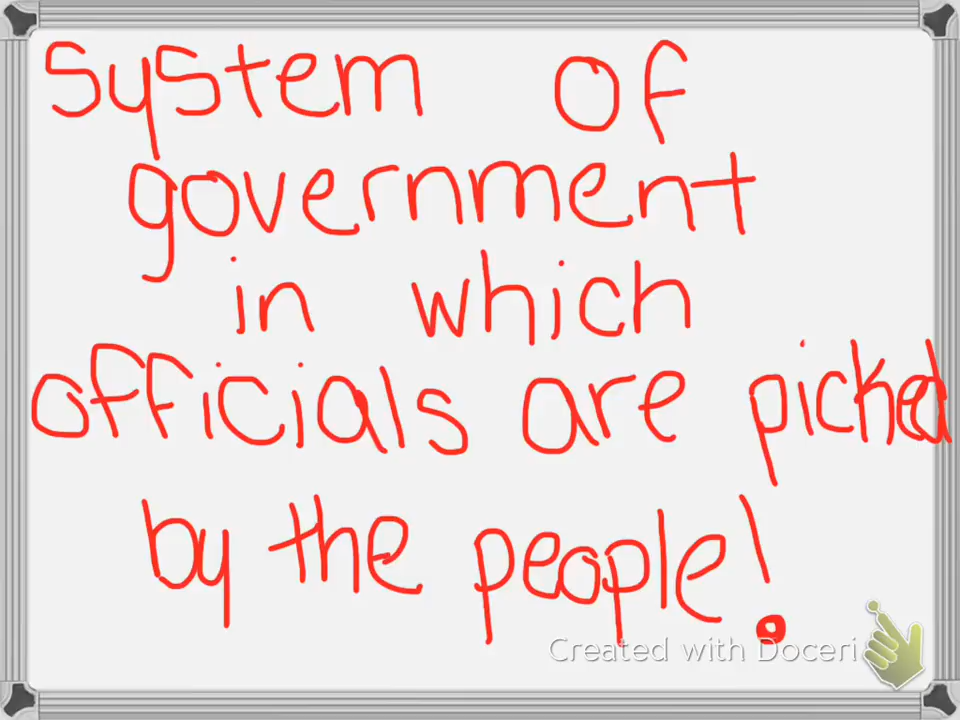 System of
government
in which
officials are picked
by the people!
Created with Doceri